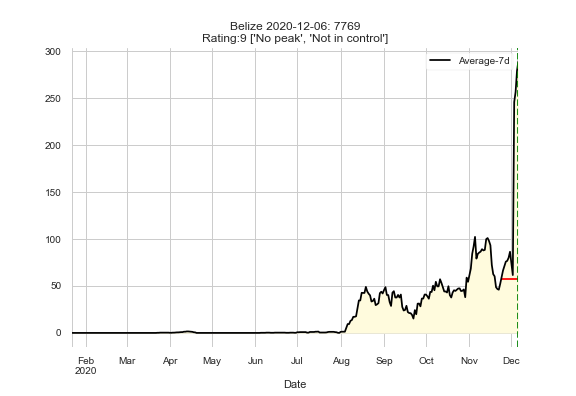 Belize 2020-12-06: 7769
Rating:9 ['No peak', 'Not in control']
300
Average-7d
250
200
150
100
50
0
Feb Mar Apr May Jun Jul Aug Sep Oct Nov Dec
2020
Date